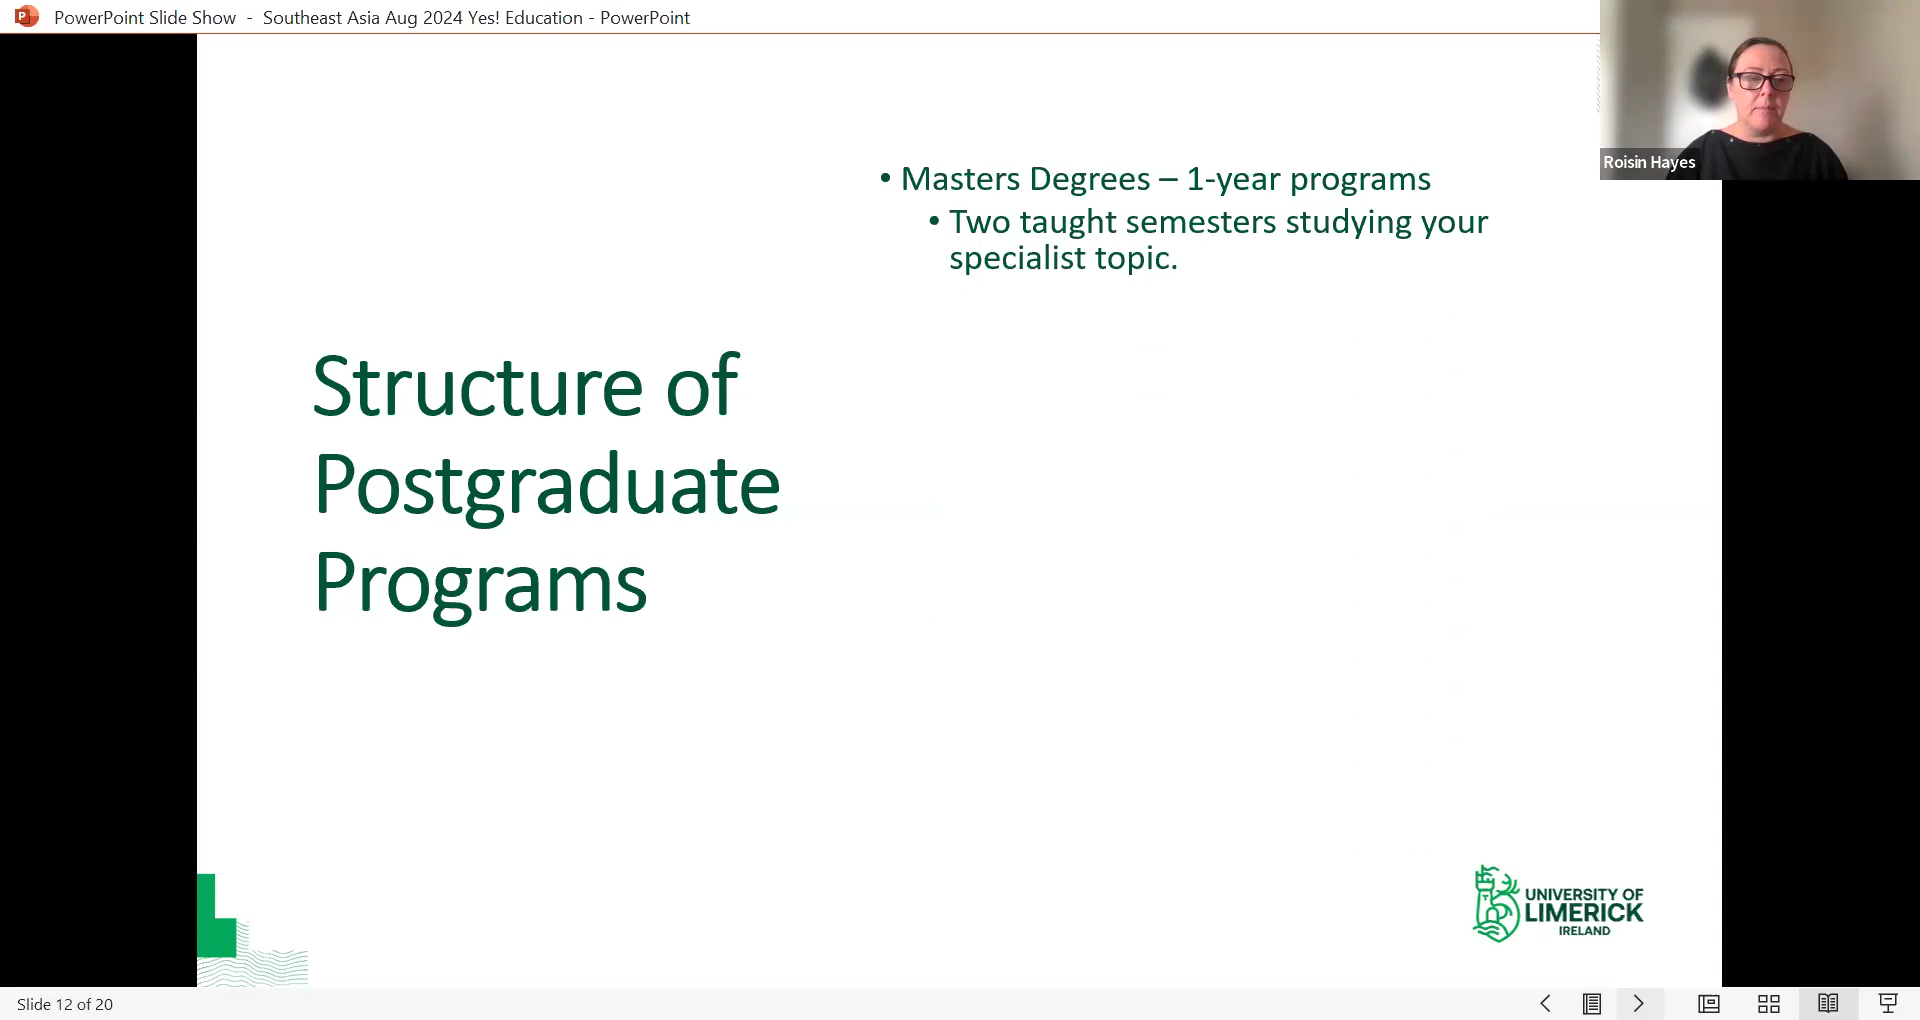 PowerPoint Slide Show - Southeast Asia Aug 2024 Yes! Education - PowerPoint
Roisin Hayes
• Masters Degrees – 1-year programs
• Two taught semesters studying your
specialist topic.
Structure of
Postgraduate
Programs
UNIVERSITY OF
LIMERICK
IRELAND
Slide 12 of 20